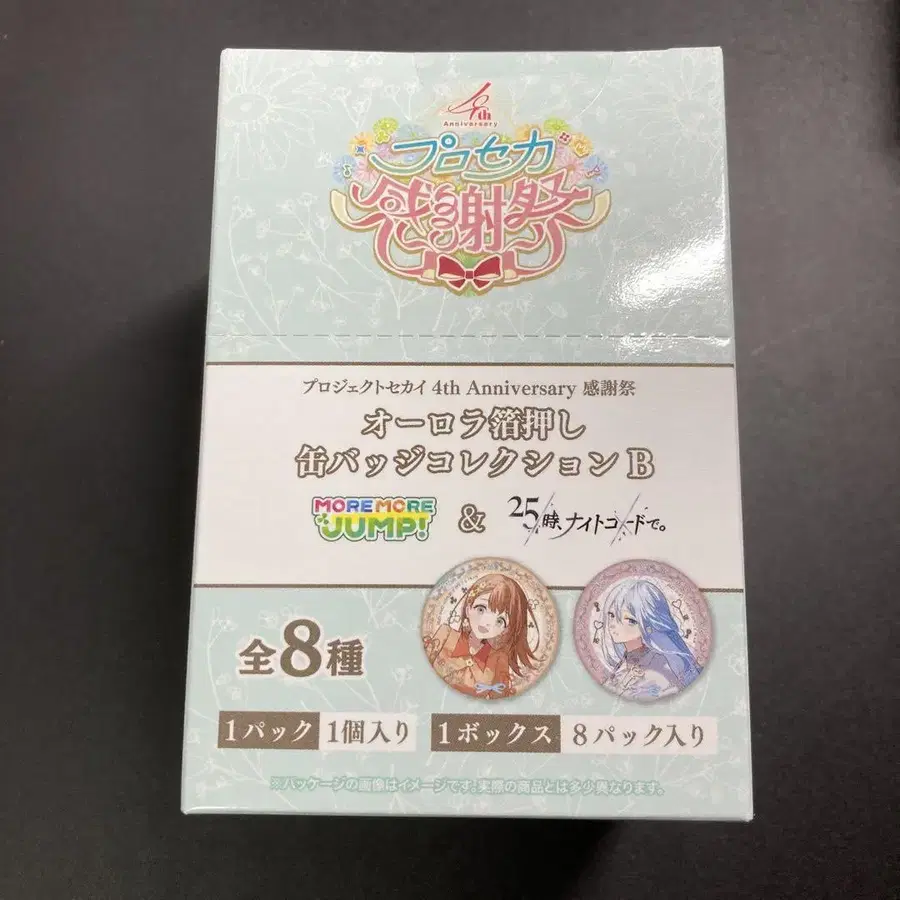 4th
Anniversary
プロセカ
感謝祭
プロジェクトセカイ 4th Anniversary 感謝祭
オーロラ箔押し
缶バッジコレクション B
MORE MORE JUMP! & 25時、ナイトコードで。
全8種
1パック 1個入り 1ボックス 8パック入り
※パッケージの画像はイメージです。実際の商品とは多少異なります。